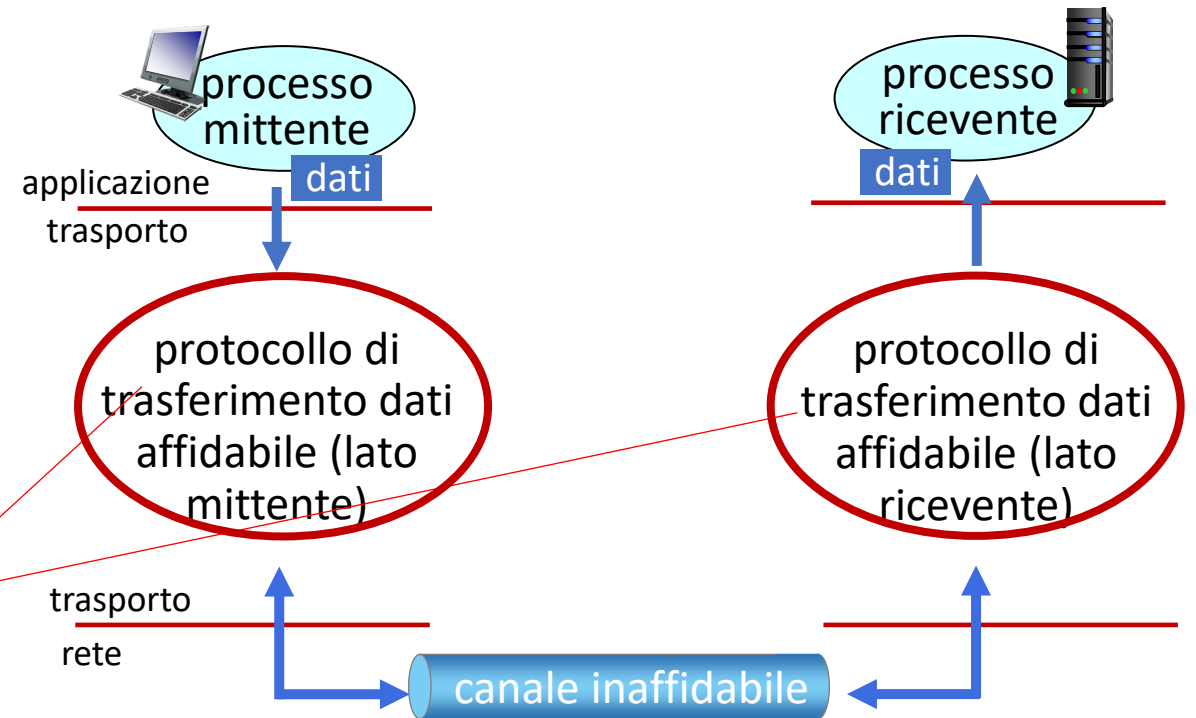 processo
mittente
dati
applicazione
trasporto
processo
ricevente
dati
protocollo di
trasferimento dati
affidabile (lato
mittente)
protocollo di
trasferimento dati
affidabile (lato
ricevente)
trasporto
rete
canale inaffidabile